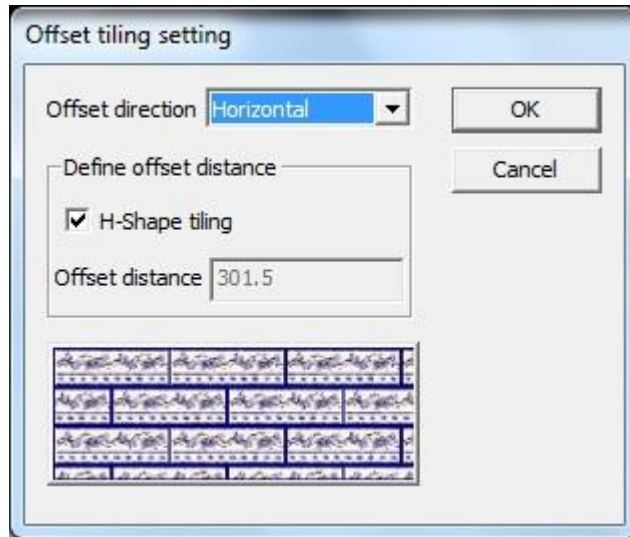 Offset tiling setting
Offset direction Horizontal OK
Define offset distance Cancel
H-Shape tiling
Offset distance 301.5